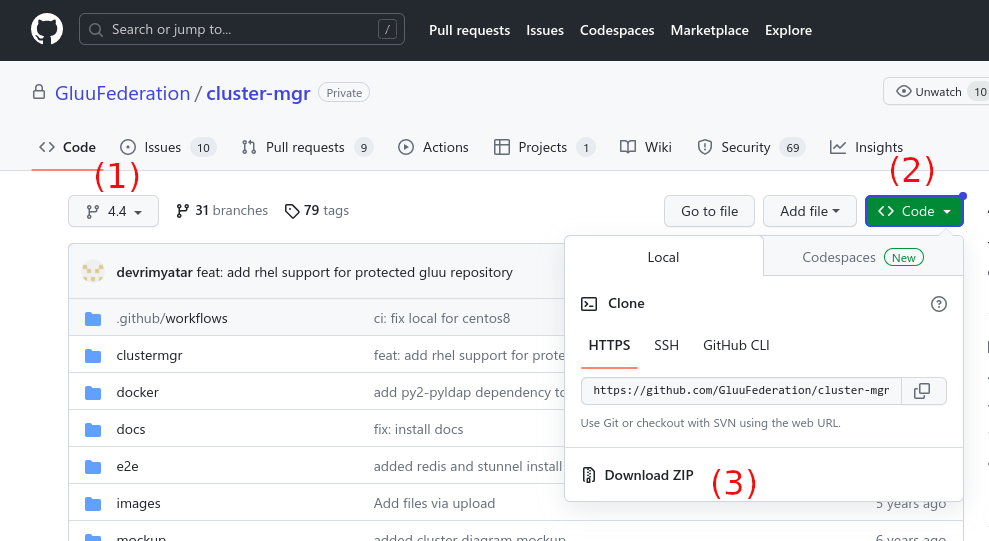 Search or jump to... /
Pull requests Issues Codespaces Marketplace Explore
GluuFederation / cluster-mgr Private
Unwatch 10
Code Issues 10 Pull requests 9 Actions Projects 1 Wiki Security 69 Insights
(1) (2)
4.4 31 branches 79 tags Go to file Add file Code
Local Codespaces New
devrimyatar feat: add rhel support for protected gluu repository
Clone
.github/workflows ci: fix local for centos8
HTTPS SSH GitHub CLI
clustermgr feat: add rhel support for prote
docker add py2-pyldap dependency to
https://github.com/GluuFederation/cluster-mgr
docs fix: install docs
Use Git or checkout with SVN using the web URL.
e2e added redis and stunnel install
Download ZIP (3)
images Add files via upload 5 years ago
mockup added cluster diagram mockup 6 years ago